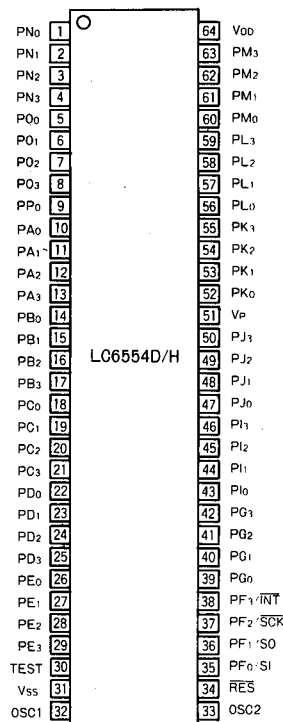 PN0 1 64 VDD
PN1 2 63 PM3
PN2 3 62 PM2
PN3 4 61 PM1
PO0 5 60 PM0
PO1 6 59 PL3
PO2 7 58 PL2
PO3 8 57 PL1
PP0 9 56 PL0
PA0 10 55 PK3
PA1 11 54 PK2
PA2 12 53 PK1
PA3 13 52 PK0
PB0 14 51 VP
PB1 15 50 PJ3
PB2 16 LC6554D/H 49 PJ2
PB3 17 48 PJ1
PC0 18 47 PJ0
PC1 19 46 PI3
PC2 20 45 PI2
PC3 21 44 PI1
PD0 22 43 PI0
PD1 23 42 PG3
PD2 24 41 PG2
PD3 25 40 PG1
PE0 26 39 PG0
PE1 27 38 PF3/INT
PE2 28 37 PF2/SCK
PE3 29 36 PF1/SO
TEST 30 35 PF0/SI
VSS 31 34 RES
OSC1 32 33 OSC2